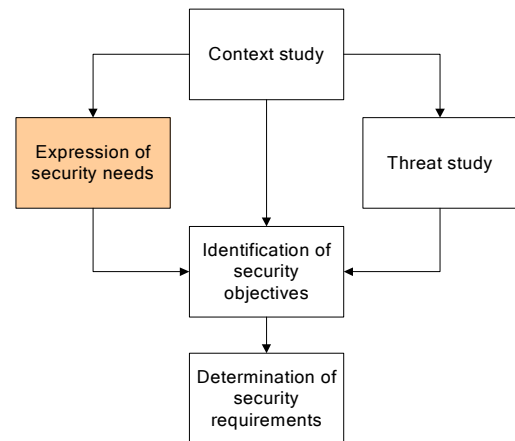 Context study
Expression of
security needs
Threat study
Identification of
security
objectives
Determination of
security
requirements